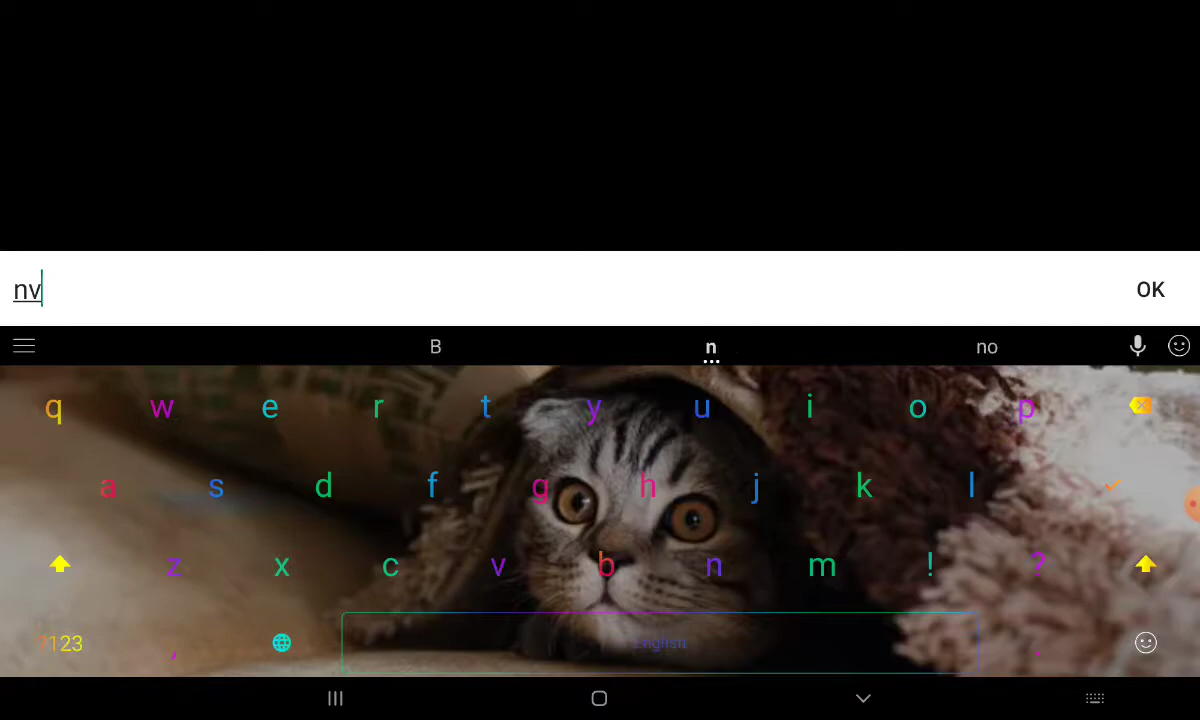 nv
OK
B n no
q w e r t y u i o p
a s d f g h j k l
z x c v b n m ! ?
?123 , English .